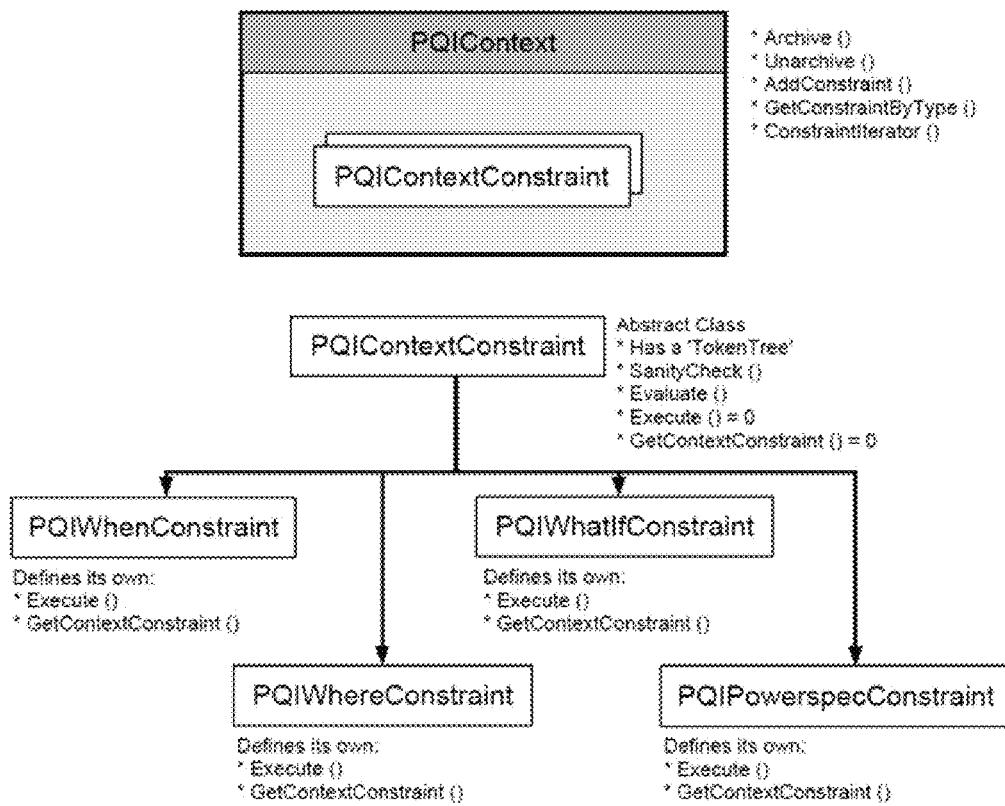 PQIContext
* Archive ()
* Unarchive ()
* AddConstraint ()
* GetConstraintByType ()
* ConstraintIterator ()
PQIContextConstraint
PQIContextConstraint
Abstract Class
* Has a 'TokenTree'
* SanityCheck ()
* Evaluate ()
* Execute () = 0
* GetContextConstraint () = 0
PQIWhenConstraint
Defines its own:
* Execute ()
* GetContextConstraint ()
PQIWhatIfConstraint
Defines its own:
* Execute ()
* GetContextConstraint ()
PQIWhereConstraint
Defines its own:
* Execute ()
* GetContextConstraint ()
PQIPowerspecConstraint
Defines its own:
* Execute ()
* GetContextConstraint ()